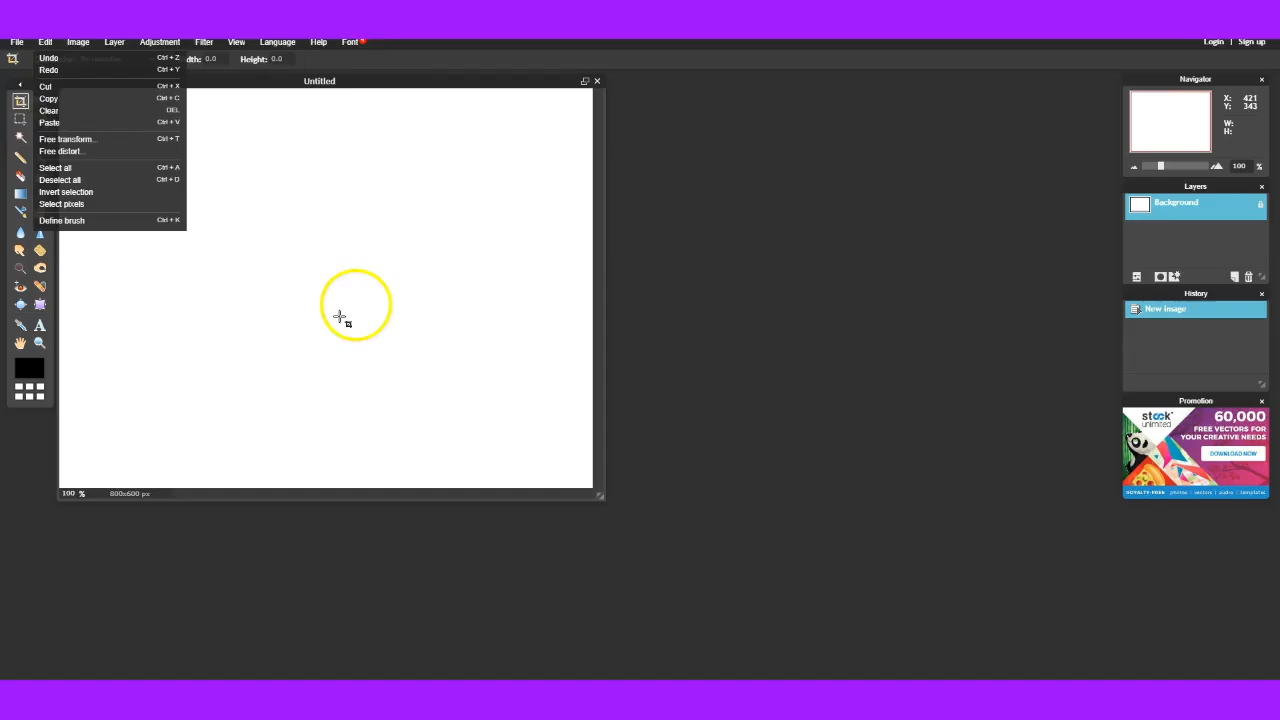 File Edit Image Layer Adjustment Filter View Language Help Font Login | Sign up
dth: 0.0 Height: 0.0
Undo Ctrl + Z
Redo Ctrl + Y
Cut Ctrl + X
Copy Ctrl + C
Clear DEL
Paste Ctrl + V
Free transform... Ctrl + T
Free distort...
Select all Ctrl + A
Deselect all Ctrl + D
Invert selection
Select pixels
Define brush Ctrl + K
A
Untitled
100 % 800x600 px
Navigator
X: 421
Y: 343
W:
H:
100 %
Layers
Background
History
New image
Promotion
stock unlimited
60,000
FREE VECTORS FOR
YOUR CREATIVE NEEDS
DOWNLOAD NOW
ROYALTY-FREE photos | vectors | audio | templates